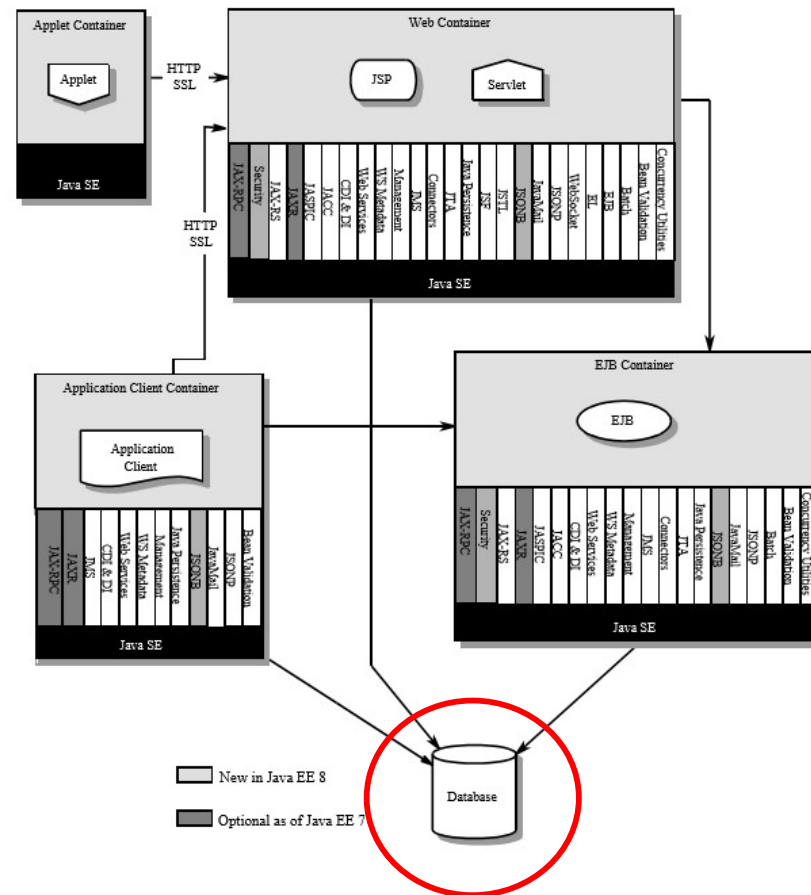 Applet Container
Applet
Java SE
HTTP
SSL
Web Container
JSP
Servlet
JAX-RPC
Security
JAX-RS
JAXR
JASPIC
JACC
CDI & DI
Web Services
WS Metadata
Management
JMS
Connectors
JTA
Java Persistence
JSF
JSTL
JSONB
JavaMail
JSONP
WebSocket
EL
EJB
Batch
Bean Validation
Concurrency Utilities
Java SE
HTTP
SSL
Application Client Container
Application
Client
JAX-RPC
JAXR
JMS
CDI & DI
Web Services
WS Metadata
Management
Java Persistence
JSONB
JavaMail
JSONP
Bean Validation
Java SE
EJB Container
EJB
JAX-RPC
Security
JAX-RS
JAXR
JASPIC
JACC
CDI & DI
Web Services
WS Metadata
Management
JMS
Connectors
JTA
Java Persistence
JSONB
JavaMail
JSONP
Batch
Bean Validation
Concurrency Utilities
Java SE
Database
New in Java EE 8
Optional as of Java EE 7